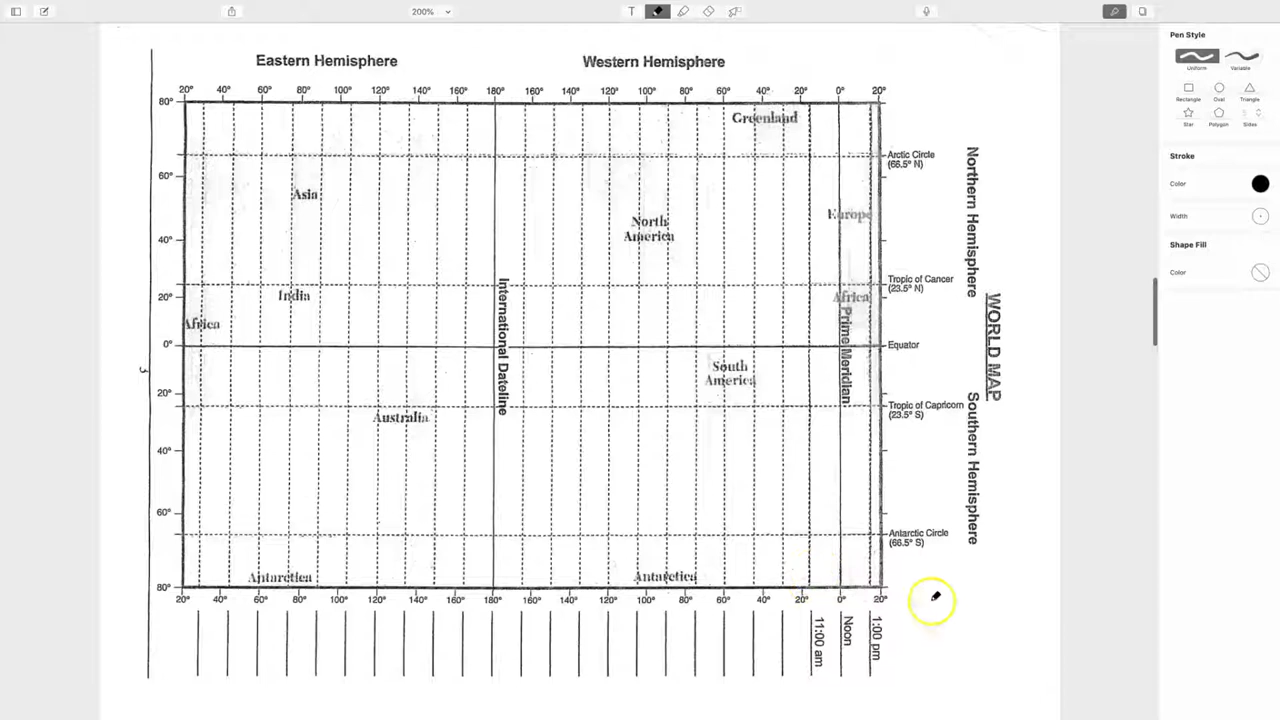 200%
T
Pen Style
Uniform
Variable
Rectangle
Oval
Triangle
Star
Polygon
5
Sides
Stroke
Color
Width
Shape Fill
Color
Eastern Hemisphere
Western Hemisphere
20° 40° 60° 80° 100° 120° 140° 160° 180° 160° 140° 120° 100° 80° 60° 40° 20° 0° 20°
80°
Greenland
Arctic Circle
(66.5° N)
60°
Asia
North
America
Europe
40°
Tropic of Cancer
(23.5° N)
20°
India
Africa
Africa
0°
Equator
International Dateline
Prime Meridian
Northern Hemisphere
WORLD MAP
Southern Hemisphere
South
America
20°
Tropic of Capricorn
(23.5° S)
Australia
40°
60°
Antarctic Circle
(66.5° S)
Antarctica
Antarctica
80°
20° 40° 60° 80° 100° 120° 140° 160° 180° 160° 140° 120° 100° 80° 60° 40° 20° 0° 20°
11:00 am
Noon
1:00 pm
3